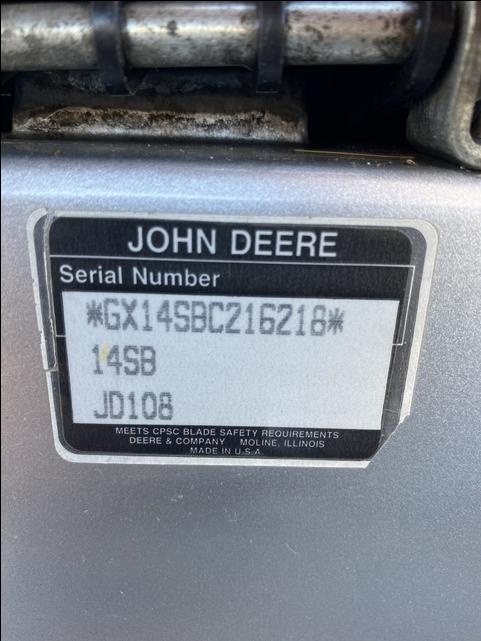 JOHN DEERE
Serial Number
*GX14SBC216218*
14SB
JD108
MEETS CPSC BLADE SAFETY REQUIREMENTS
DEERE & COMPANY MOLINE, ILLINOIS
MADE IN U.S.A.